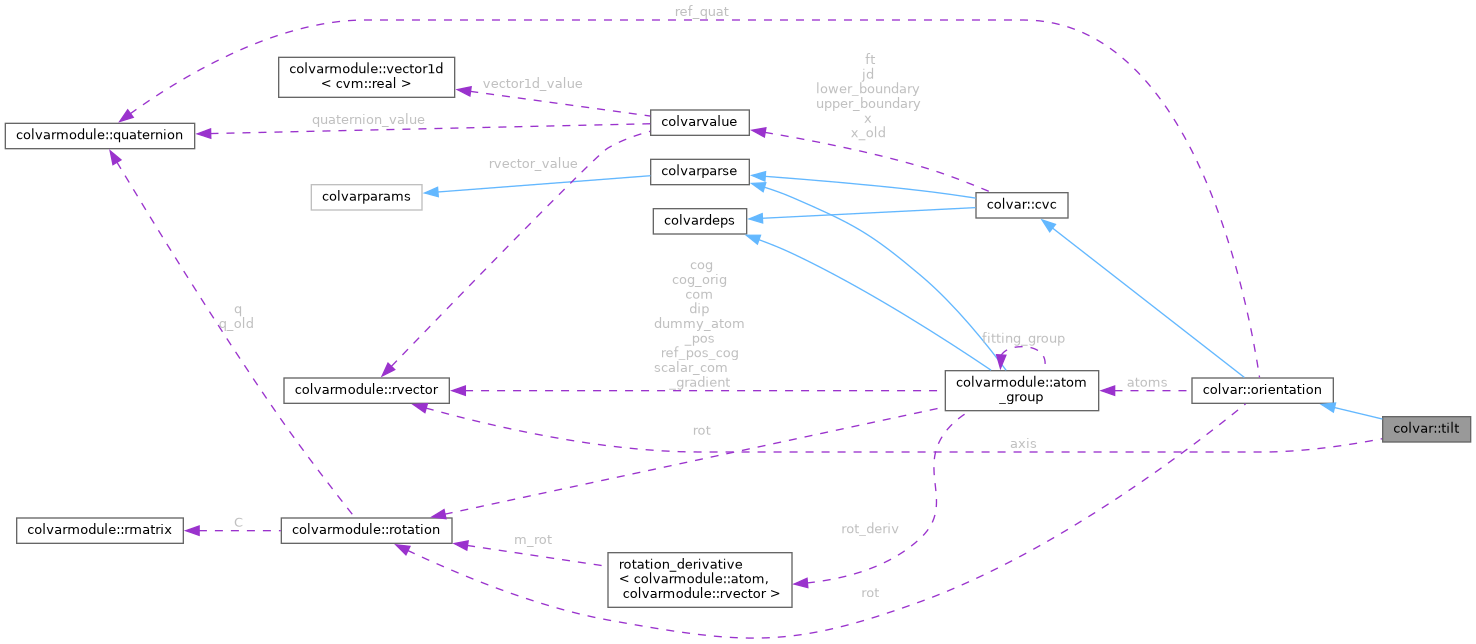 ref_quat
colvarmodule::vector1d
< cvm::real >
vector1d_value
ft
jd
lower_boundary
upper_boundary
x
x_old
colvarmodule::quaternion
quaternion_value
colvarvalue
rvector_value
colvarparse
colvarparams
colvar::cvc
colvardeps
cog
cog_orig
com
dip
dummy_atom
_pos
ref_pos_cog
scalar_com
_gradient
q
q_old
fitting_group
colvarmodule::rvector
colvarmodule::atom
_group
atoms
colvar::orientation
colvar::tilt
rot
axis
colvarmodule::rmatrix
C
colvarmodule::rotation
m_rot
rot_deriv
rotation_derivative
< colvarmodule::atom,
colvarmodule::rvector >
rot